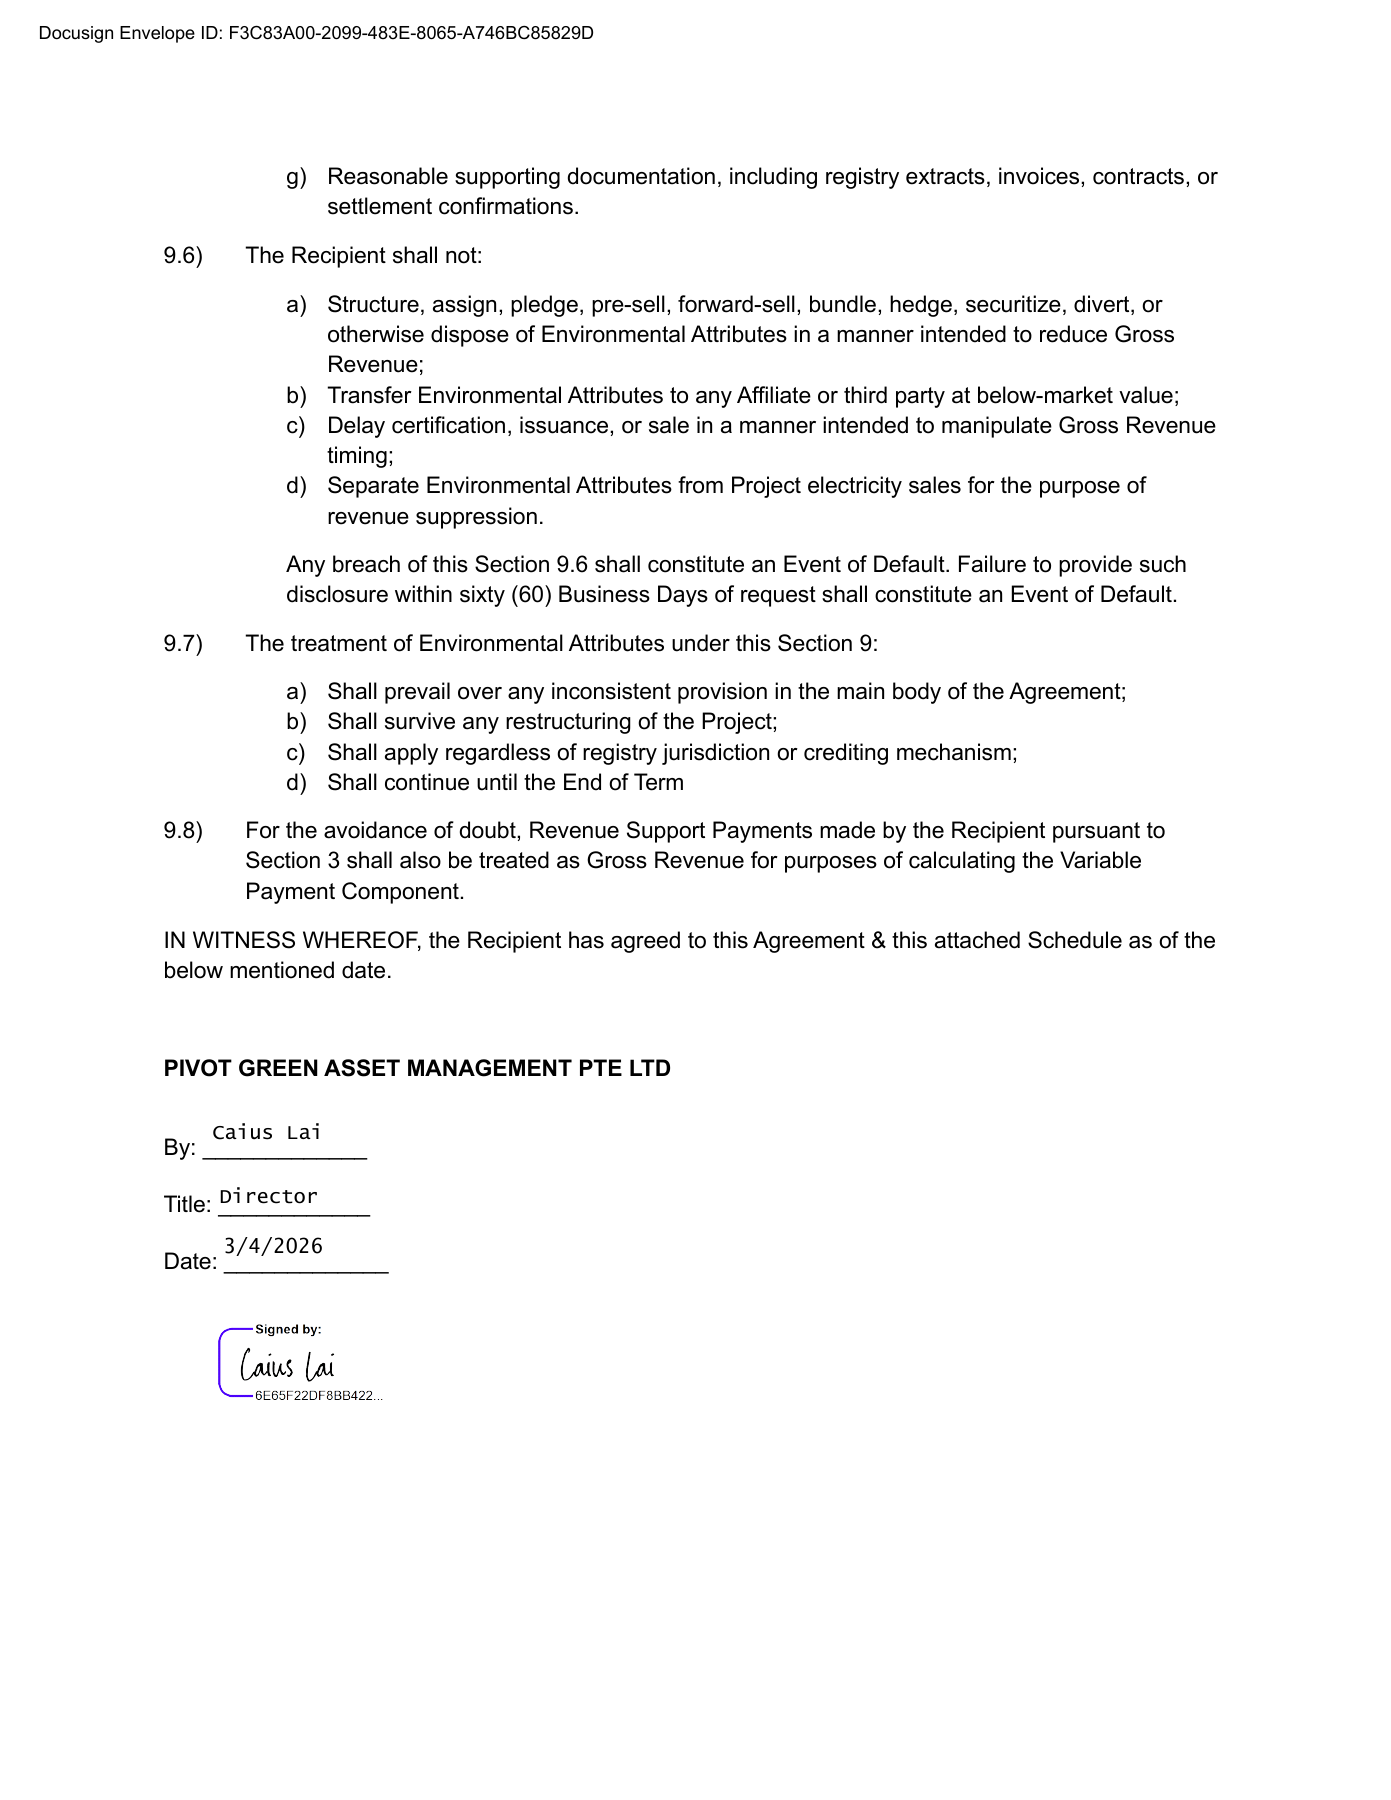 Docusign Envelope ID: F3C83A00-2099-483E-8065-A746BC85829D
g) Reasonable supporting documentation, including registry extracts, invoices, contracts, or
settlement confirmations.
9.6) The Recipient shall not:
a) Structure, assign, pledge, pre-sell, forward-sell, bundle, hedge, securitize, divert, or
otherwise dispose of Environmental Attributes in a manner intended to reduce Gross
Revenue;
b) Transfer Environmental Attributes to any Affiliate or third party at below-market value;
c) Delay certification, issuance, or sale in a manner intended to manipulate Gross Revenue
timing;
d) Separate Environmental Attributes from Project electricity sales for the purpose of
revenue suppression.
Any breach of this Section 9.6 shall constitute an Event of Default. Failure to provide such
disclosure within sixty (60) Business Days of request shall constitute an Event of Default.
9.7) The treatment of Environmental Attributes under this Section 9:
a) Shall prevail over any inconsistent provision in the main body of the Agreement;
b) Shall survive any restructuring of the Project;
c) Shall apply regardless of registry jurisdiction or crediting mechanism;
d) Shall continue until the End of Term
9.8) For the avoidance of doubt, Revenue Support Payments made by the Recipient pursuant to
Section 3 shall also be treated as Gross Revenue for purposes of calculating the Variable
Payment Component.
IN WITNESS WHEREOF, the Recipient has agreed to this Agreement & this attached Schedule as of the
below mentioned date.
PIVOT GREEN ASSET MANAGEMENT PTE LTD
By: Caius Lai
Title: Director
Date: 3/4/2026
Signed by:
Caius Lai
6E65F22DF8BB422...